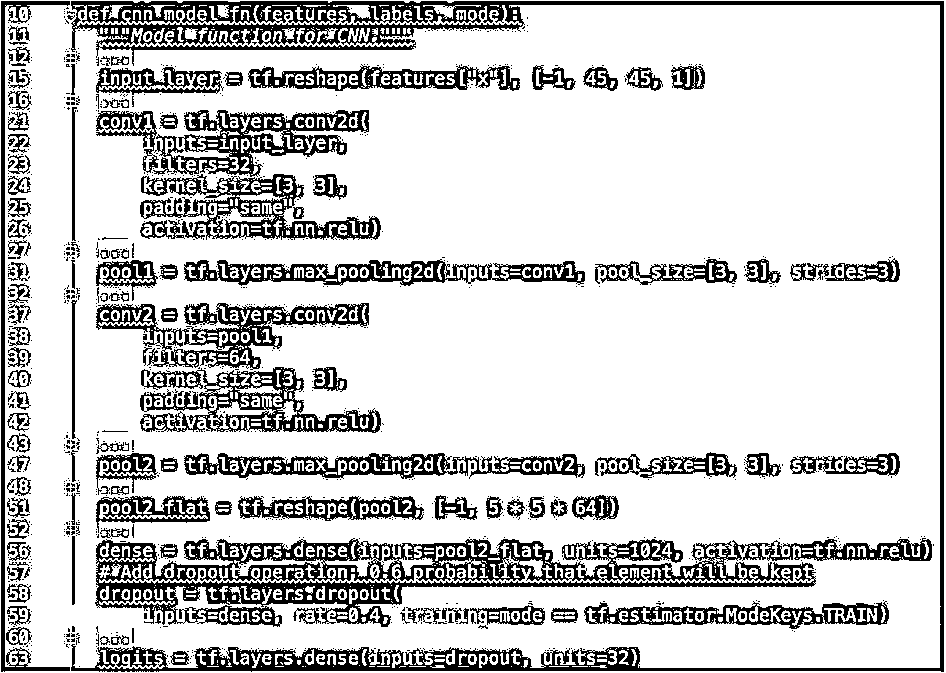 10 def cnn_model_fn(features, labels, mode):
11 """Model function for CNN."""
12 ...
15 input_layer = tf.reshape(features["x"], [-1, 45, 45, 1])
16 ...
21 conv1 = tf.layers.conv2d(
22 inputs=input_layer,
23 filters=32,
24 kernel_size=[3, 3],
25 padding="same",
26 activation=tf.nn.relu)
27 ...
31 pool1 = tf.layers.max_pooling2d(inputs=conv1, pool_size=[3, 3], strides=3)
32 ...
37 conv2 = tf.layers.conv2d(
38 inputs=pool1,
39 filters=64,
40 kernel_size=[3, 3],
41 padding="same",
42 activation=tf.nn.relu)
43 ...
47 pool2 = tf.layers.max_pooling2d(inputs=conv2, pool_size=[3, 3], strides=3)
48 ...
51 pool2_flat = tf.reshape(pool2, [-1, 5 * 5 * 64])
52 ...
56 dense = tf.layers.dense(inputs=pool2_flat, units=1024, activation=tf.nn.relu)
57 # Add dropout operation; 0.6 probability that element will be kept
58 dropout = tf.layers.dropout(
59 inputs=dense, rate=0.4, training=mode == tf.estimator.ModeKeys.TRAIN)
60 ...
63 logits = tf.layers.dense(inputs=dropout, units=32)